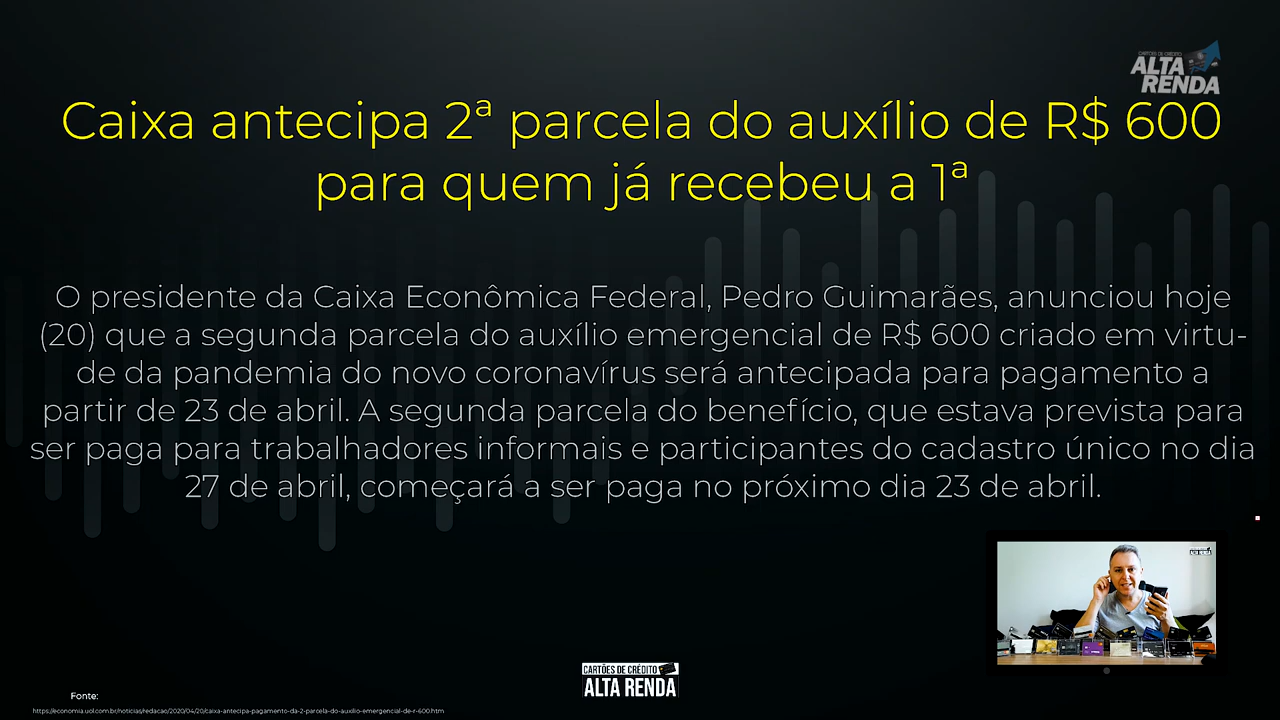 CARTÕES DE CRÉDITO
ALTA
RENDA
Caixa antecipa 2ª parcela do auxílio de R$ 600
para quem já recebeu a 1ª
O presidente da Caixa Econômica Federal, Pedro Guimarães, anunciou hoje
(20) que a segunda parcela do auxílio emergencial de R$ 600 criado em virtu-
de da pandemia do novo coronavírus será antecipada para pagamento a
partir de 23 de abril. A segunda parcela do benefício, que estava prevista para
ser paga para trabalhadores informais e participantes do cadastro único no dia
27 de abril, começará a ser paga no próximo dia 23 de abril.
CARTÕES DE CRÉDITO
ALTA RENDA
Fonte:
https://economia.uol.com.br/noticias/redacao/2020/04/20/caixa-antecipa-pagamento-da-2-parcela-do-auxilio-emergencial-de-r-600.htm